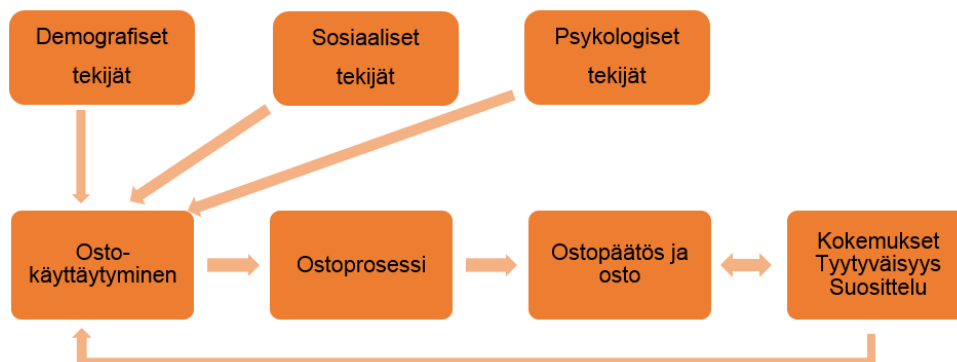 Demografiset
tekijät
Sosiaaliset
tekijät
Psykologiset
tekijät
Osto-
käyttäytyminen
Ostoprosessi
Ostopäätös ja
osto
Kokemukset
Tyytyväisyys
Suosittelu